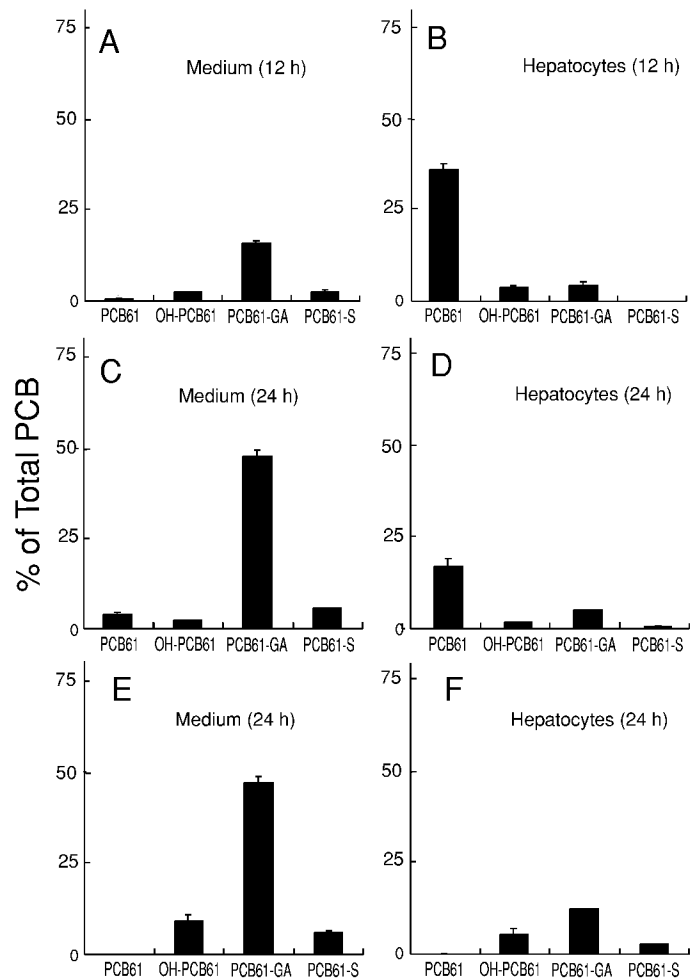 % of Total PCB
A
Medium (12 h)
75
50
25
0
PCB61 OH-PCB61 PCB61-GA PCB61-S
B
Hepatocytes (12 h)
75
50
25
0
PCB61 OH-PCB61 PCB61-GA PCB61-S
C
Medium (24 h)
75
50
25
0
PCB61 OH-PCB61 PCB61-GA PCB61-S
D
Hepatocytes (24 h)
75
50
25
0
PCB61 OH-PCB61 PCB61-GA PCB61-S
E
Medium (24 h)
75
50
25
0
PCB61 OH-PCB61 PCB61-GA PCB61-S
F
Hepatocytes (24 h)
75
50
25
0
PCB61 OH-PCB61 PCB61-GA PCB61-S